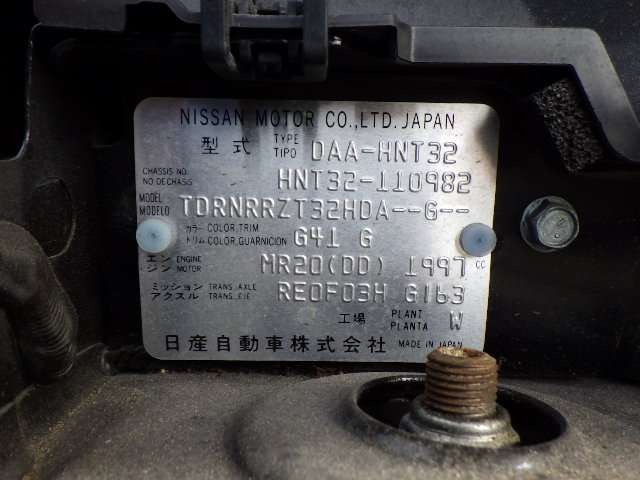 NISSAN MOTOR CO.,LTD. JAPAN
型式 TYPE TIPO DAA-HNT32
CHASSIS NO NO DE CHASIS HNT32-110982
MODEL MODELO TDRNRRZT32HDA--G--
カラー COLOR, TRIM
トリム COLOR, GUARNICION G41 G
エンジン ENGINE MOTOR MR20(DD) 1997 CC
ミッション TRANS. AXLE
アクスル TRANS. EJE RE0F03H G163
工場 PLANT PLANTA W
日産自動車株式会社 MADE IN JAPAN